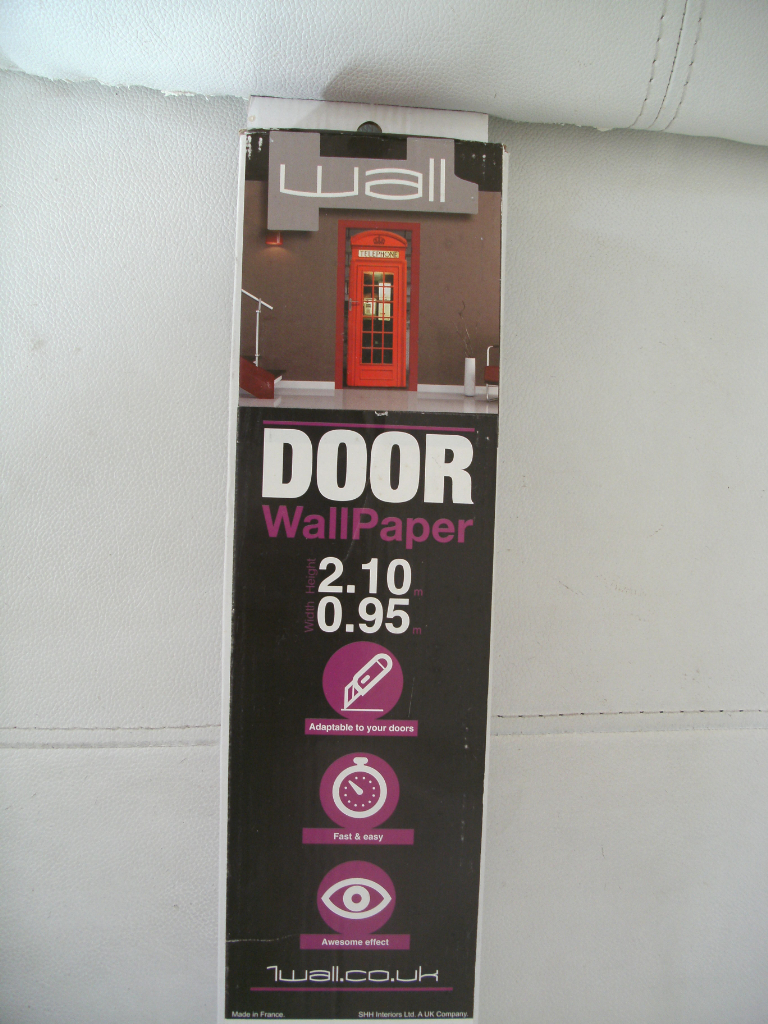 1wall
TELEPHONE
DOOR
WallPaper
Height 2.10 m
Width 0.95 m
Adaptable to your doors
Fast & easy
Awesome effect
1wall.co.uk
Made in France. SHH Interiors Ltd. A UK Company.